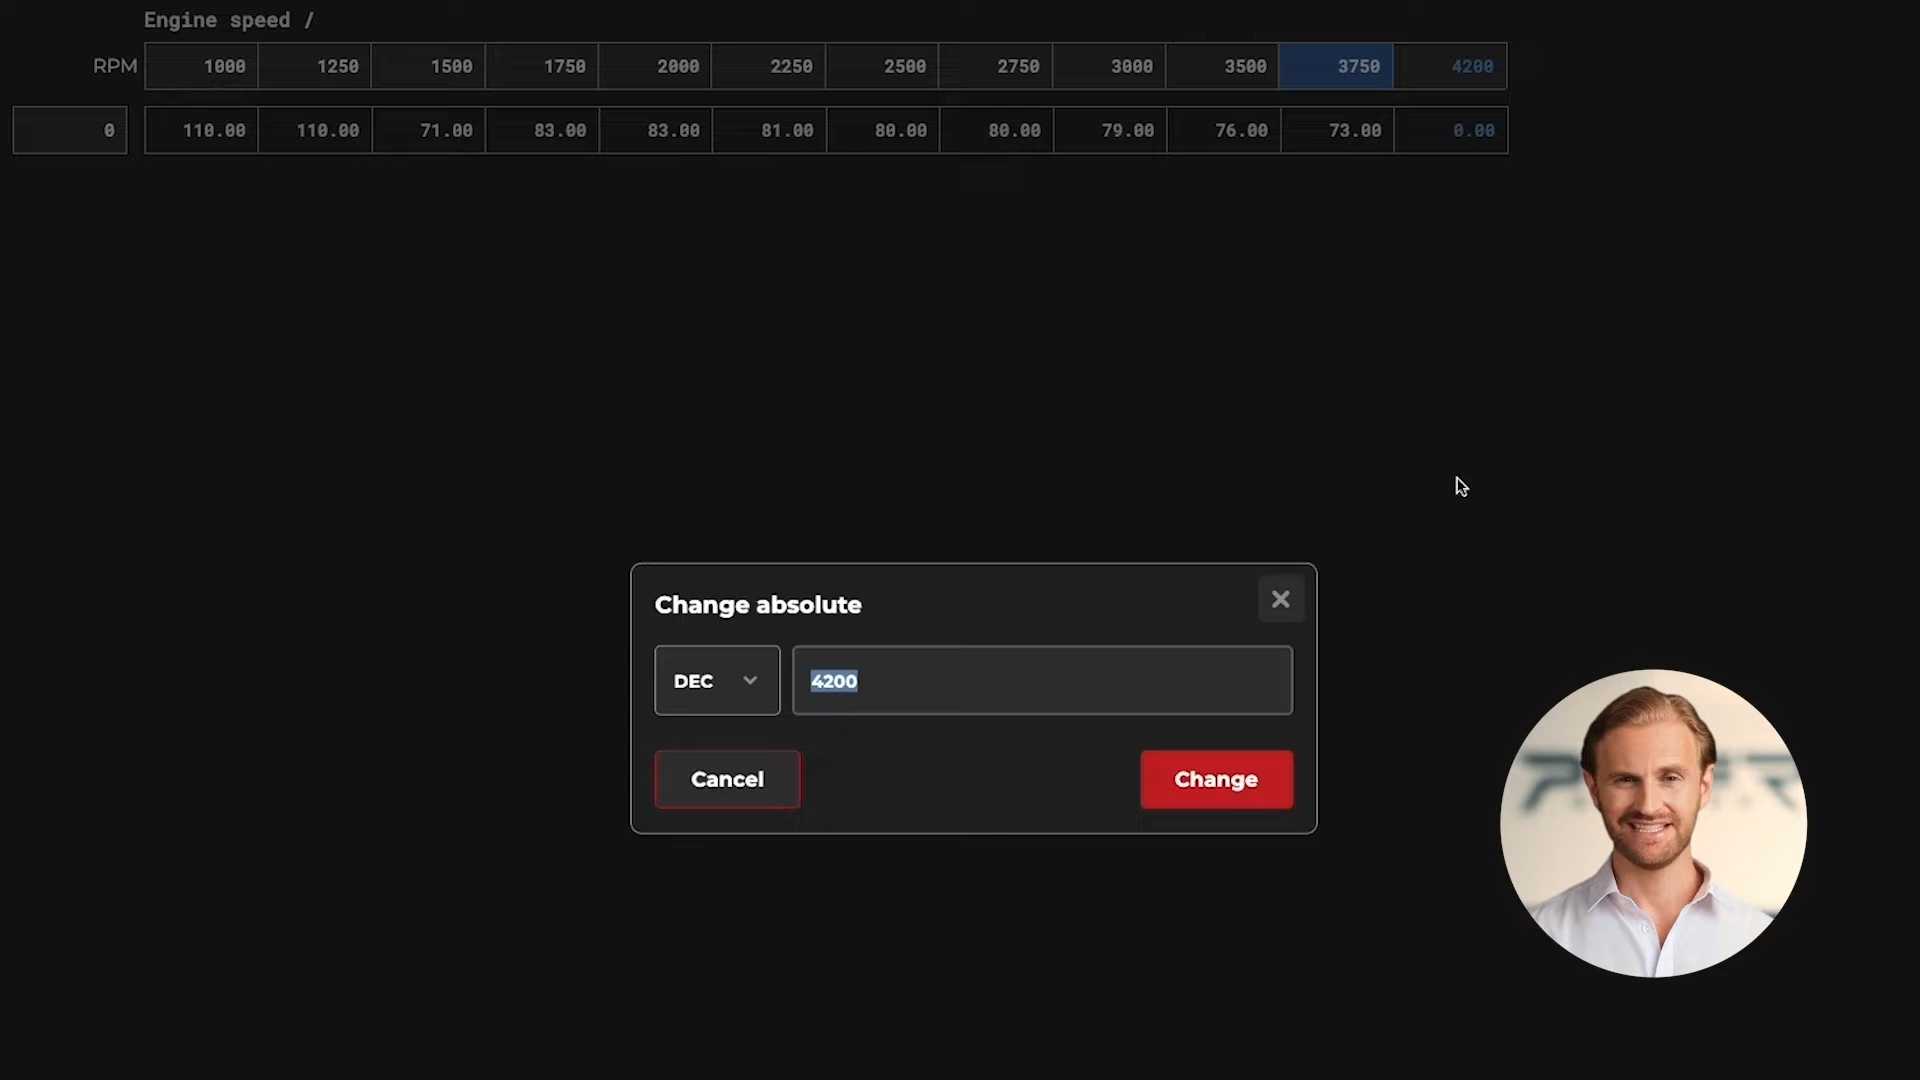 Engine speed /
RPM 1000 1250 1500 1750 2000 2250 2500 2750 3000 3500 3750 4200
0 110.00 110.00 71.00 83.00 83.00 81.00 80.00 80.00 79.00 76.00 73.00 0.00
Change absolute
DEC 4200
Cancel Change